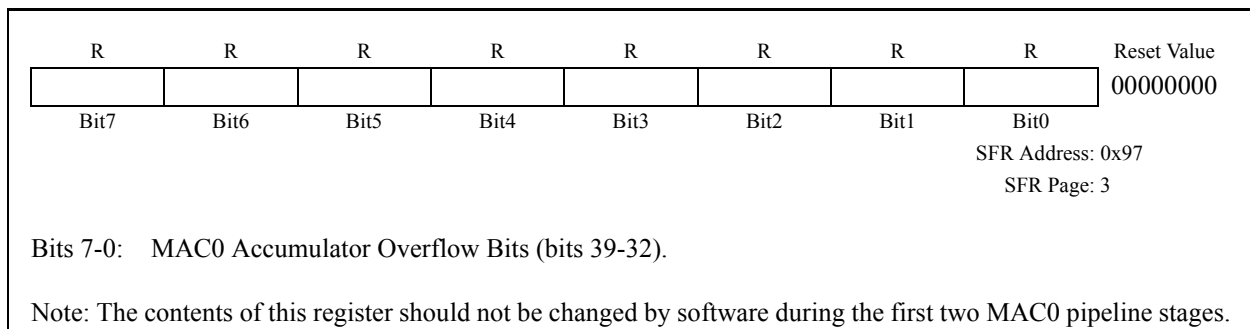 R R R R R R R R Reset Value
00000000
Bit7 Bit6 Bit5 Bit4 Bit3 Bit2 Bit1 Bit0
SFR Address: 0x97
SFR Page: 3
Bits 7-0: MAC0 Accumulator Overflow Bits (bits 39-32).
Note: The contents of this register should not be changed by software during the first two MAC0 pipeline stages.